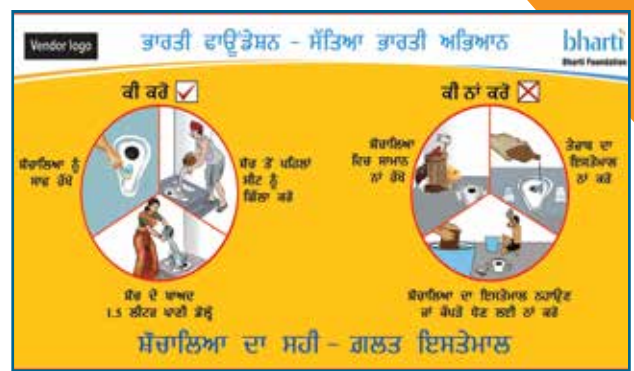 Vendor logo
ਭਾਰਤੀ ਫਾਊਂਡੇਸ਼ਨ - ਸੱਤਿਆ ਭਾਰਤੀ ਅਭਿਆਨ
bharti
Bharti Foundation
ਕੀ ਕਰੋ
ਸ਼ੋਚਾਲਿਆ ਨੂੰ
ਸਾਫ ਰੱਖੋ
ਸ਼ੋਚ ਤੋਂ ਪਹਿਲਾਂ
ਸੀਟ ਨੂੰ
ਗਿੱਲਾ ਕਰੋ
ਸ਼ੋਚ ਦੇ ਬਾਅਦ
1.5 ਲੀਟਰ ਪਾਣੀ ਡੋਲ੍ਹੋ
ਕੀ ਨਾਂ ਕਰੋ
ਸ਼ੋਚਾਲਿਆ
ਵਿਚ ਸਾਮਾਨ
ਨਾਂ ਰੱਖੋ
ਤੇਜ਼ਾਬ ਦਾ
ਇਸਤੇਮਾਲ
ਨਾਂ ਕਰੋ
ਸ਼ੋਚਾਲਿਆ ਦਾ ਇਸਤੇਮਾਲ ਨਹਾਉਣ
ਜਾਂ ਕੱਪੜੇ ਧੋਣ ਲਈ ਨਾਂ ਕਰੋ
ਸ਼ੋਚਾਲਿਆ ਦਾ ਸਹੀ - ਗ਼ਲਤ ਇਸਤੇਮਾਲ